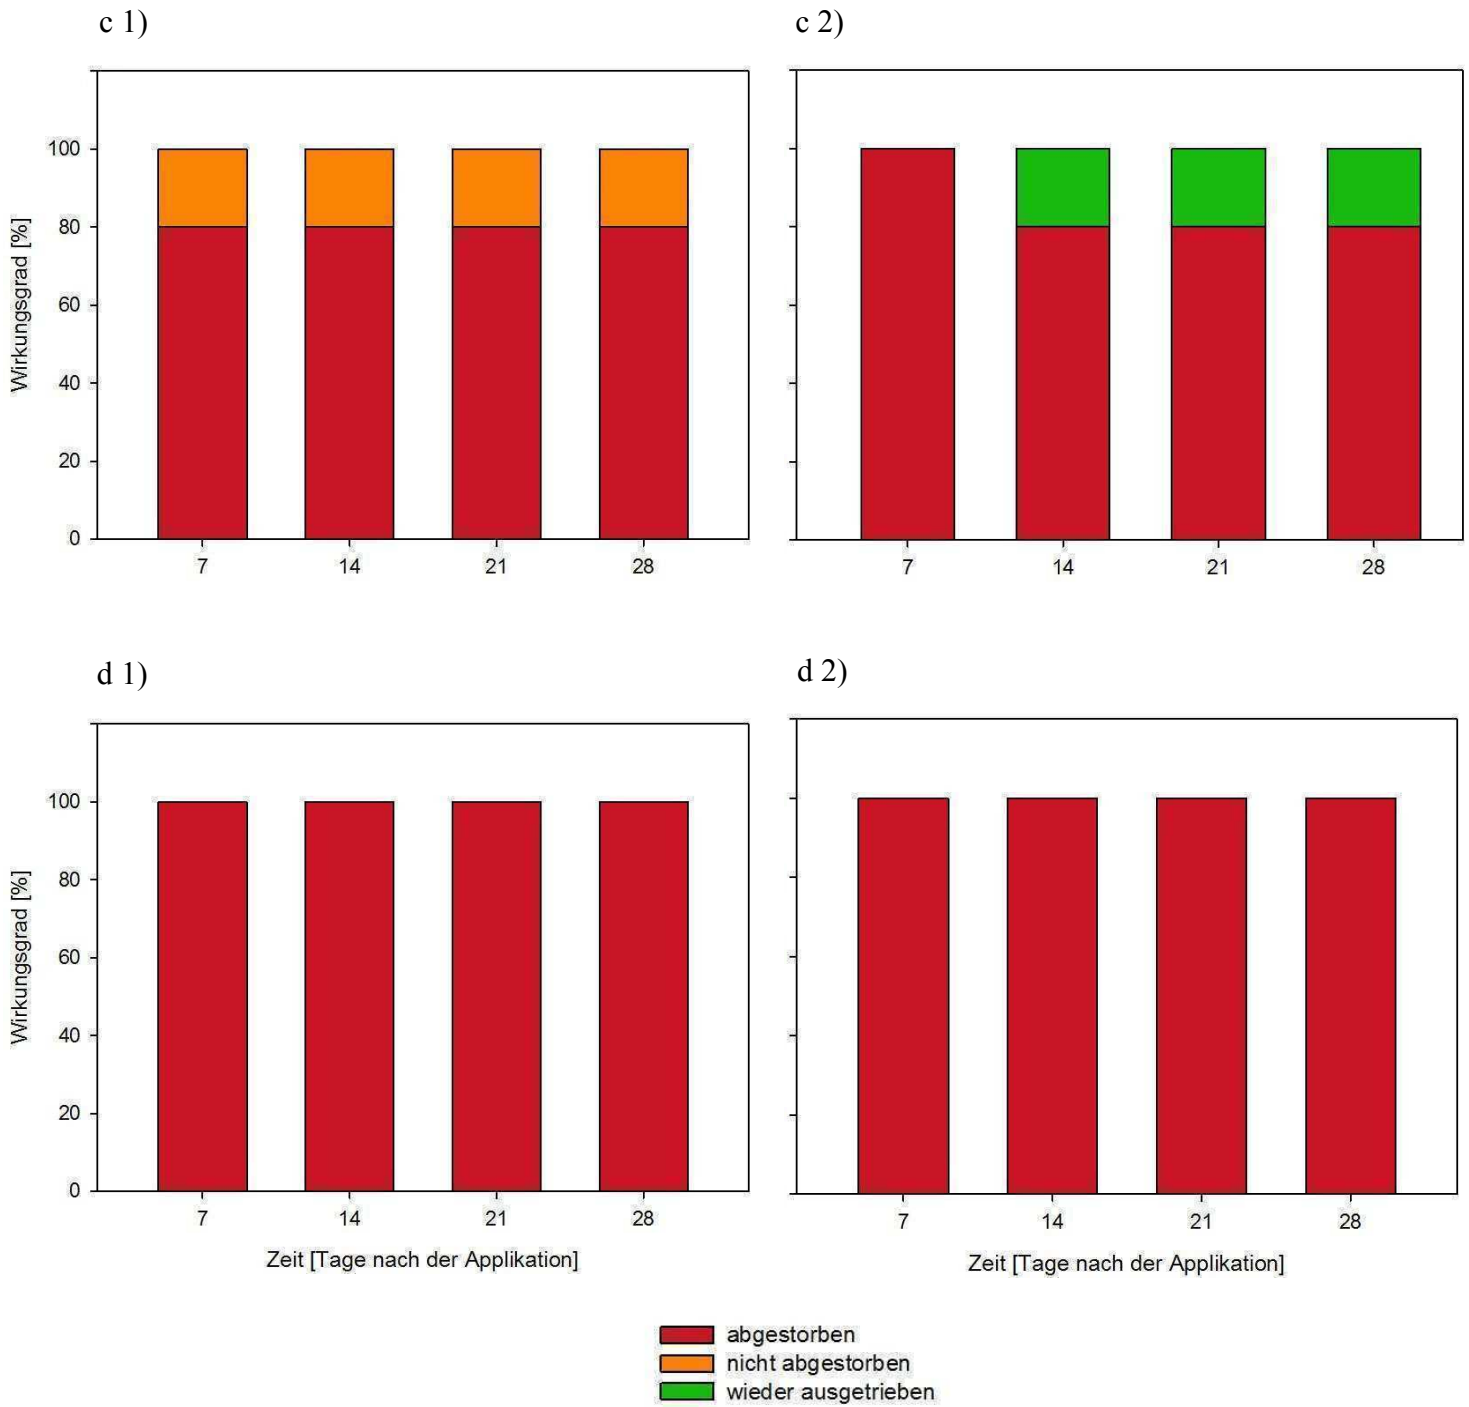 c 1)
c 2)
Wirkungsgrad [%]
100
80
60
40
20
0
7 14 21 28
7 14 21 28
d 1)
d 2)
Wirkungsgrad [%]
100
80
60
40
20
0
7 14 21 28
Zeit [Tage nach der Applikation]
7 14 21 28
Zeit [Tage nach der Applikation]
abgestorben
nicht abgestorben
wieder ausgetrieben